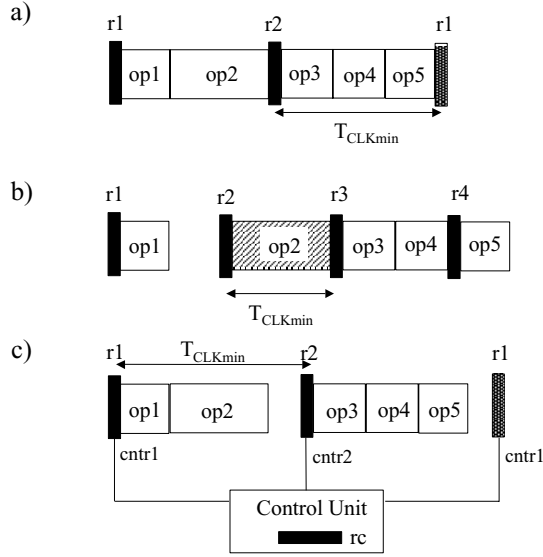 a)
r1 r2 r1
op1 op2 op3 op4 op5
TCLKmin
b)
r1 r2 r3 r4
op1 op2 op3 op4 op5
TCLKmin
c)
r1 TCLKmin r2 r1
op1 op2 op3 op4 op5
cntr1 cntr2 cntr1
Control Unit
rc